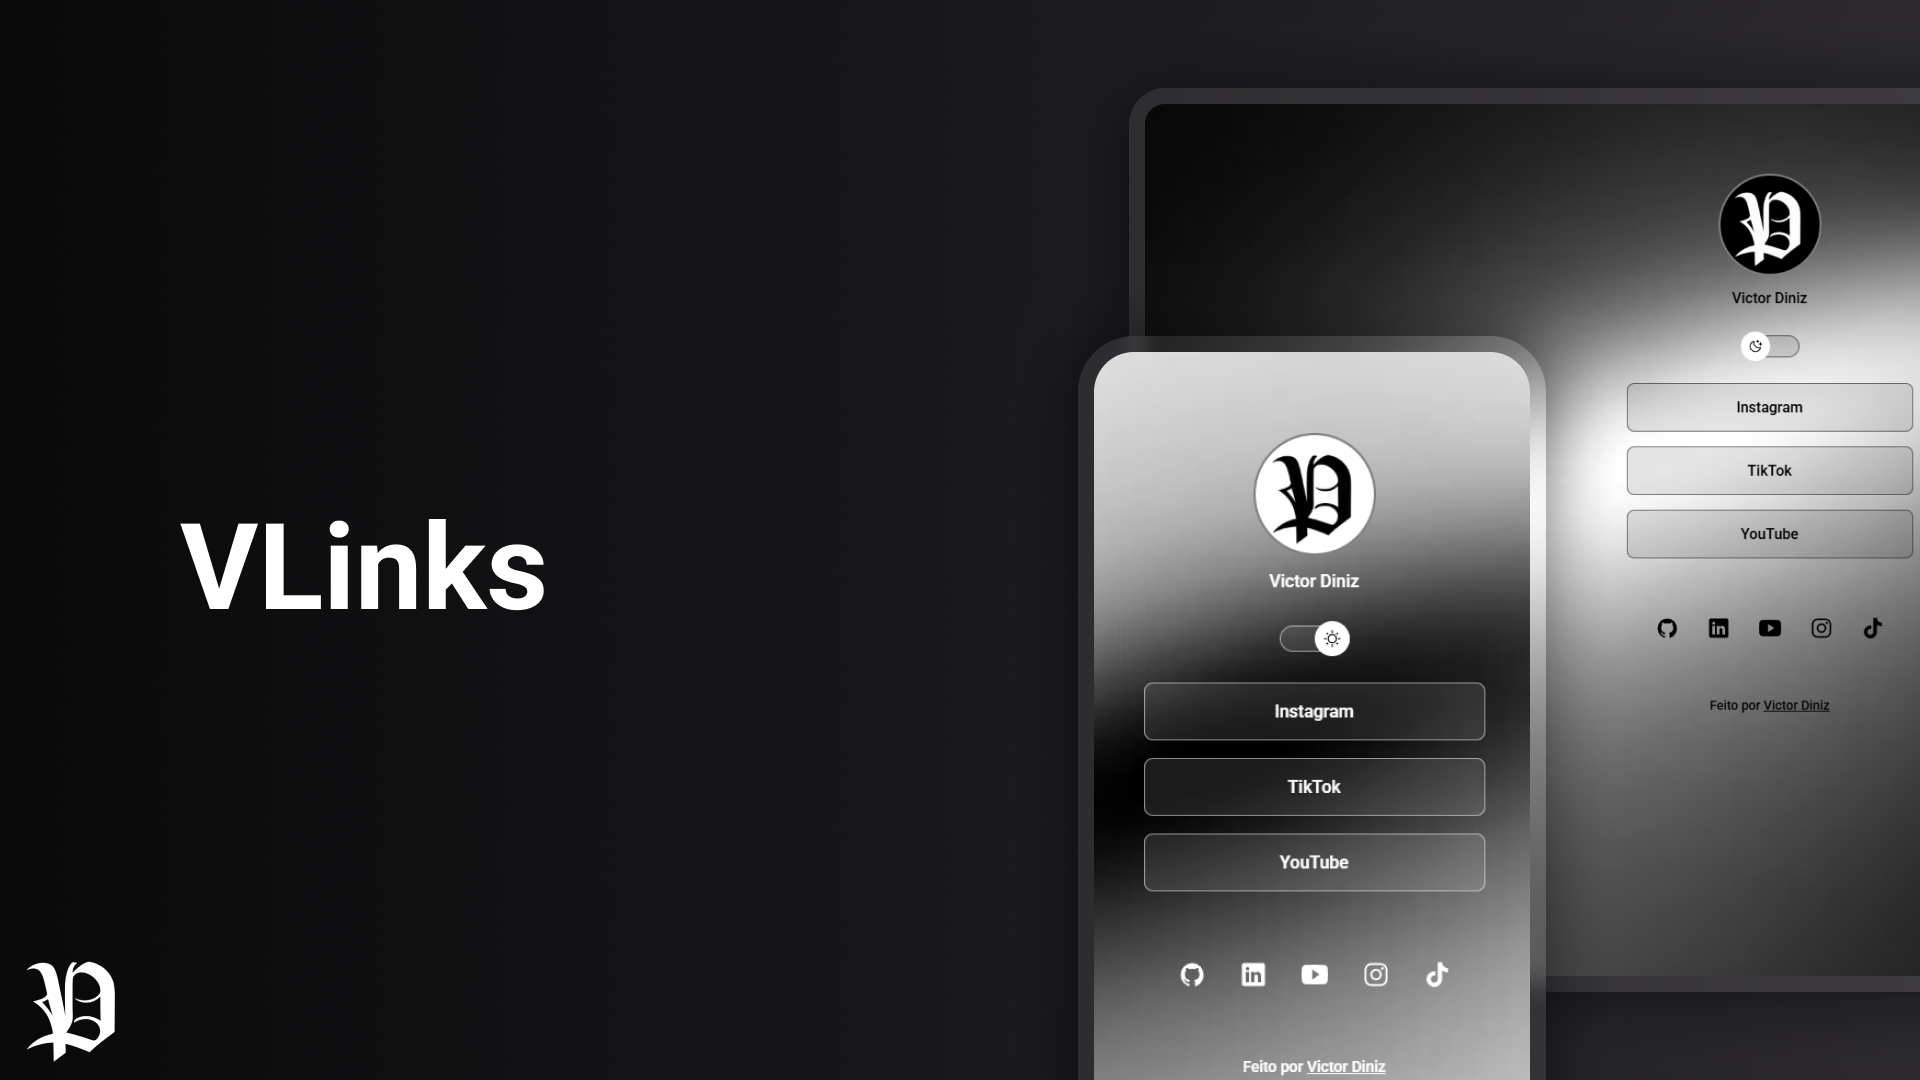 VLinks
Victor Diniz
Instagram
TikTok
YouTube
Feito por Victor Diniz
Victor Diniz
Instagram
TikTok
YouTube
Feito por Victor Diniz